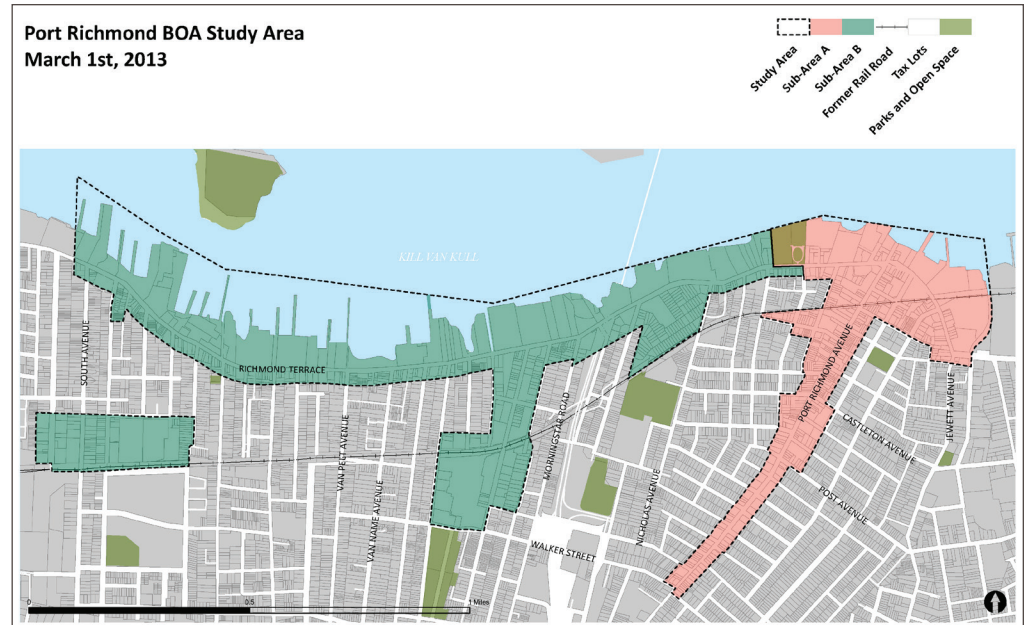 Port Richmond BOA Study Area
March 1st, 2013
Study Area
Sub-Area A
Sub-Area B
Former Rail Road
Tax Lots
Parks and Open Space
KILL VAN KULL
SOUTH AVENUE
RICHMOND TERRACE
VAN PELT AVENUE
VAN NAME AVENUE
MORNINGSTAR ROAD
NICHOLAS AVENUE
WALKER STREET
PORT RICHMOND AVENUE
CASTLETON AVENUE
POST AVENUE
JEWETT AVENUE
0 0.5 1 Miles